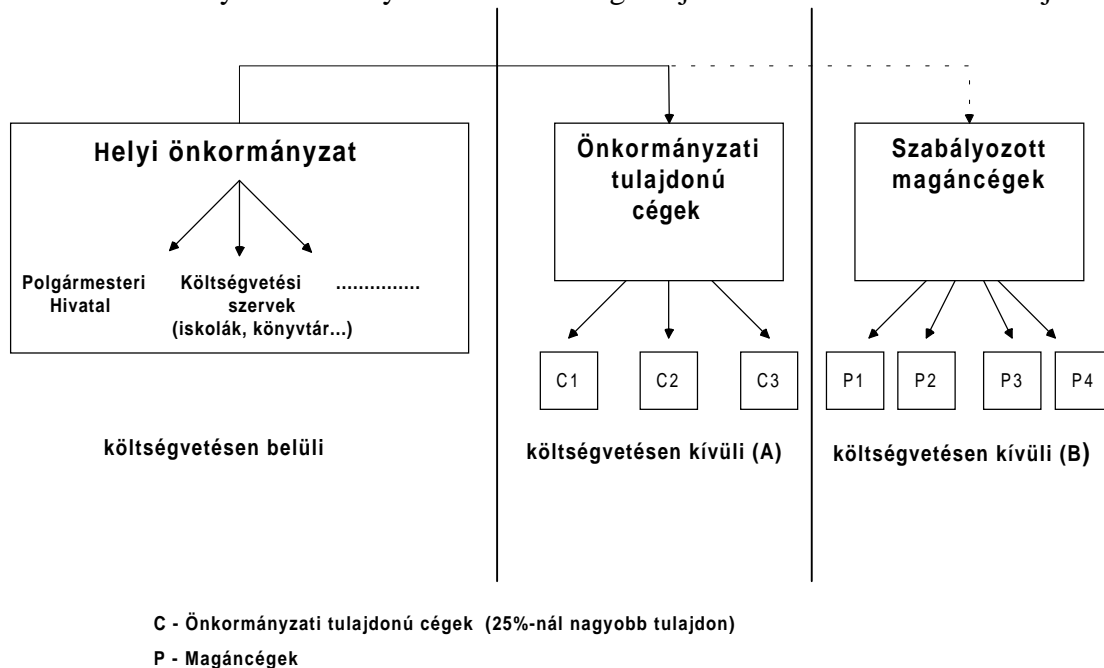 Helyi önkormányzat
Polgármesteri
Hivatal
Költségvetési
szervek
(iskolák, könyvtár...)
...............
költségvetésen belüli
Önkormányzati
tulajdonú
cégek
C1
C2
C3
költségvetésen kívüli (A)
Szabályozott
magáncégek
P1
P2
P3
P4
költségvetésen kívüli (B)
C - Önkormányzati tulajdonú cégek (25%-nál nagyobb tulajdon)
P - Magáncégek